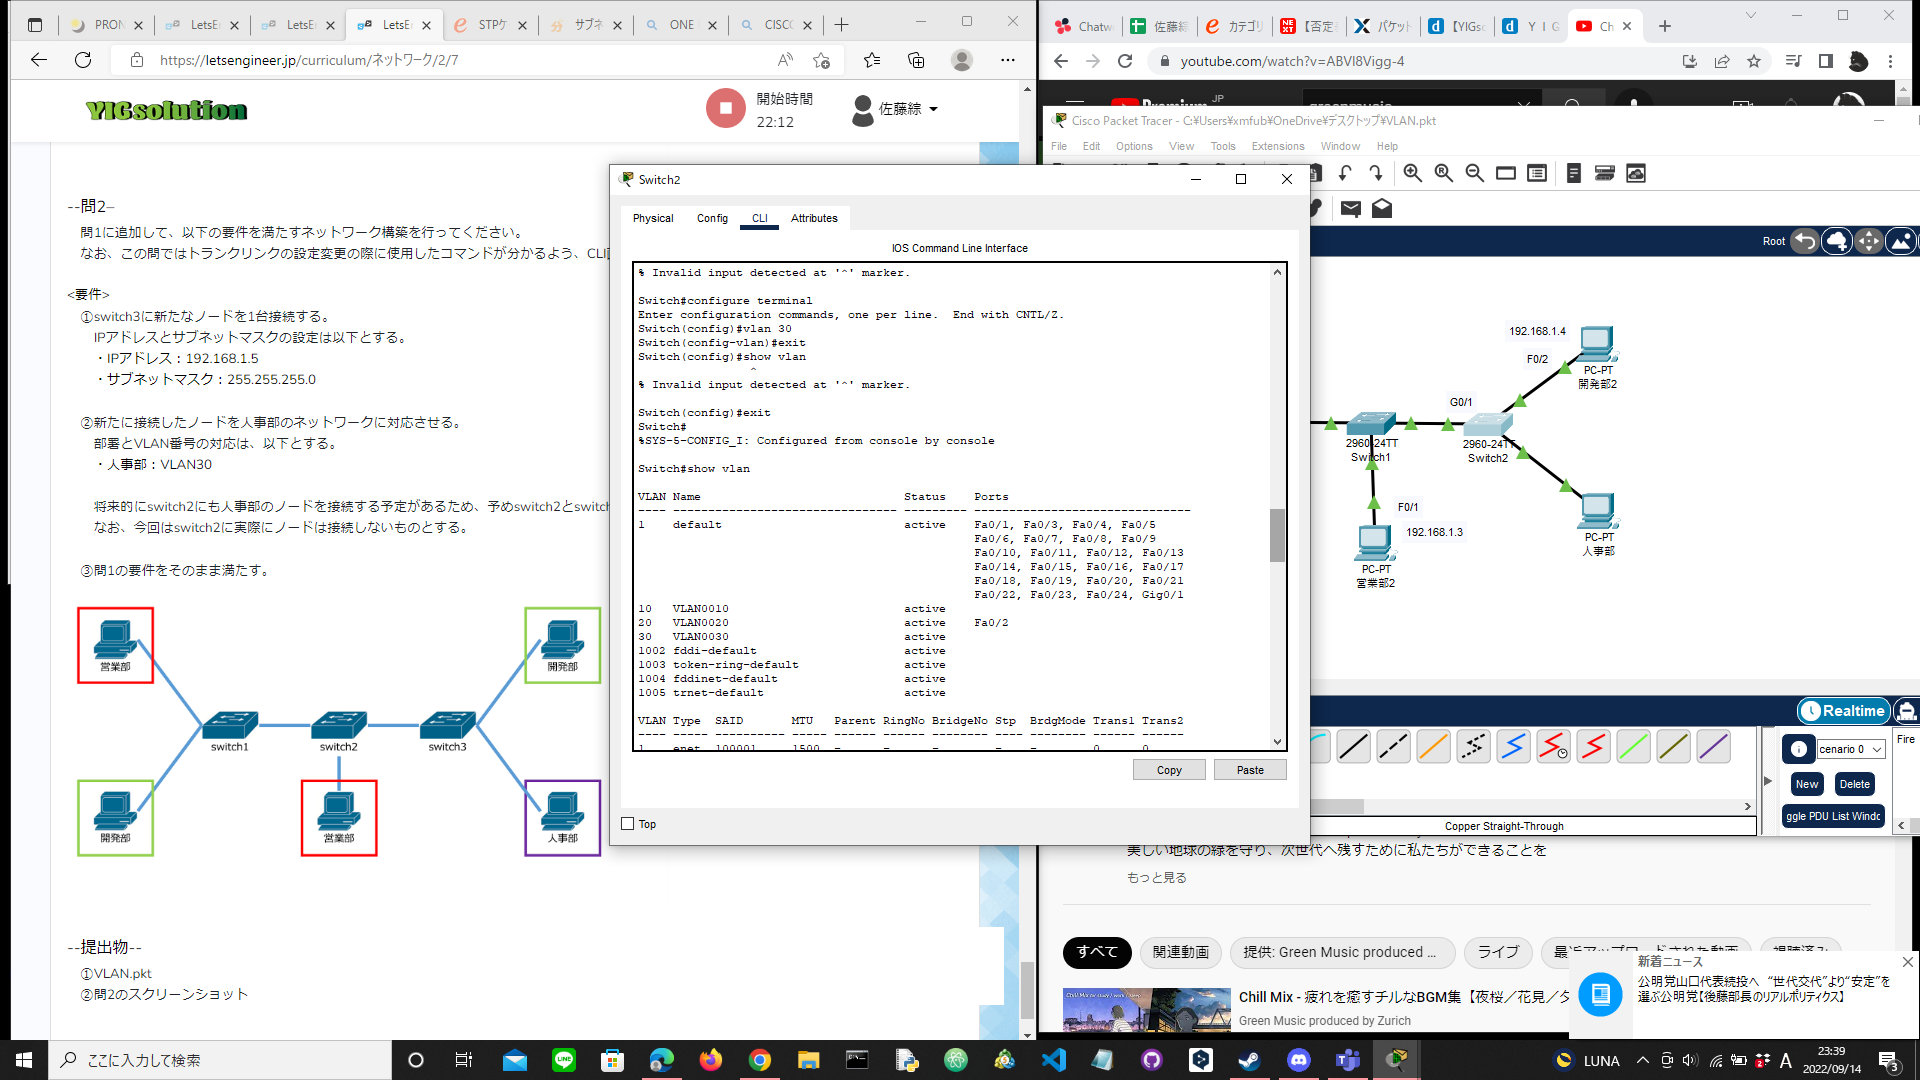 PRON
LetsE
LetsE
LetsE
STPケ
サブネ
ONE
CISCO
https://letsengineer.jp/curriculum/ネットワーク/2/7
YIGsolution
開始時間
22:12
佐藤綜
--問2--
問1に追加して、以下の要件を満たすネットワーク構築を行ってください。
なお、この問ではトランクリンクの設定変更の際に使用したコマンドが分かるよう、CLI
<要件>
①switch3に新たなノードを1台接続する。
IPアドレスとサブネットマスクの設定は以下とする。
・IPアドレス：192.168.1.5
・サブネットマスク：255.255.255.0
②新たに接続したノードを人事部のネットワークに対応させる。
部署とVLAN番号の対応は、以下とする。
・人事部：VLAN30
将来的にswitch2にも人事部のノードを接続する予定があるため、予めswitch2とswitc
なお、今回はswitch2に実際にノードは接続しないものとする。
③問1の要件をそのまま満たす。
営業部
開発部
switch1
switch2
switch3
開発部
営業部
人事部
--提出物--
①VLAN.pkt
②問2のスクリーンショット
Switch2
Physical
Config
CLI
Attributes
IOS Command Line Interface
% Invalid input detected at '^' marker.
Switch#configure terminal
Enter configuration commands, one per line.  End with CNTL/Z.
Switch(config)#vlan 30
Switch(config-vlan)#exit
Switch(config)#show vlan
^
% Invalid input detected at '^' marker.
Switch(config)#exit
Switch#
%SYS-5-CONFIG_I: Configured from console by console
Switch#show vlan
VLAN Name                             Status    Ports
---- -------------------------------- --------- -------------------------------
1    default                          active    Fa0/1, Fa0/3, Fa0/4, Fa0/5
Fa0/6, Fa0/7, Fa0/8, Fa0/9
Fa0/10, Fa0/11, Fa0/12, Fa0/13
Fa0/14, Fa0/15, Fa0/16, Fa0/17
Fa0/18, Fa0/19, Fa0/20, Fa0/21
Fa0/22, Fa0/23, Fa0/24, Gig0/1
10   VLAN0010                         active
20   VLAN0020                         active    Fa0/2
30   VLAN0030                         active
1002 fddi-default                     active
1003 token-ring-default               active
1004 fddinet-default                  active
1005 trnet-default                    active
VLAN Type  SAID       MTU   Parent RingNo BridgeNo Stp  BrdgMode Trans1 Trans2
---- ----- ---------- ----- ------ ------ -------- ---- -------- ------ ------
1    enet  100001     1500  -      -      -        -    -        0      0
Copy
Paste
Top
Chatw
佐藤綜
カテゴリ
【否定
パケット
【YIGs
Y I G
Ch
youtube.com/watch?v=ABVI8Vigg-4
Premium JP
greenmusic
Cisco Packet Tracer - C:¥Users¥xmfub¥OneDrive¥デスクトップ¥VLAN.pkt
File
Edit
Options
View
Tools
Extensions
Window
Help
Root
192.168.1.4
F0/2
PC-PT
開発部2
G0/1
2960-24TT
Switch1
2960-24TT
Switch2
F0/1
192.168.1.3
PC-PT
営業部2
PC-PT
人事部
Realtime
cenario 0
Fire
New
Delete
ggle PDU List Windo
Copper Straight-Through
美しい地球の緑を守り、次世代へ残すために私たちができることを
もっと見る
すべて
関連動画
提供: Green Music produced ...
ライブ
最近アップロードされた動画
視聴済み
Chill Mix - 疲れを癒すチルなBGM集【夜桜／花見／夕
Green Music produced by Zurich
新着ニュース
公明党山口代表続投へ “世代交代”より“安定”を
選ぶ公明党【後藤部長のリアルポリティクス】
ここに入力して検索
LUNA
A
23:39
2022/09/14
3